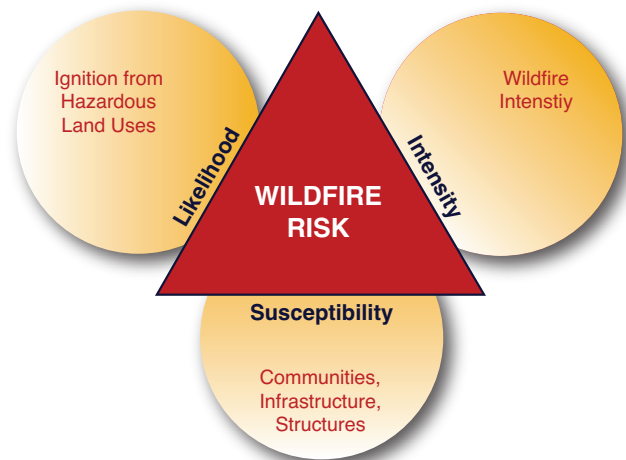 Ignition from
Hazardous
Land Uses
Likelihood
WILDFIRE
RISK
Wildfire
Intenstiy
Intensity
Susceptibility
Communities,
Infrastructure,
Structures